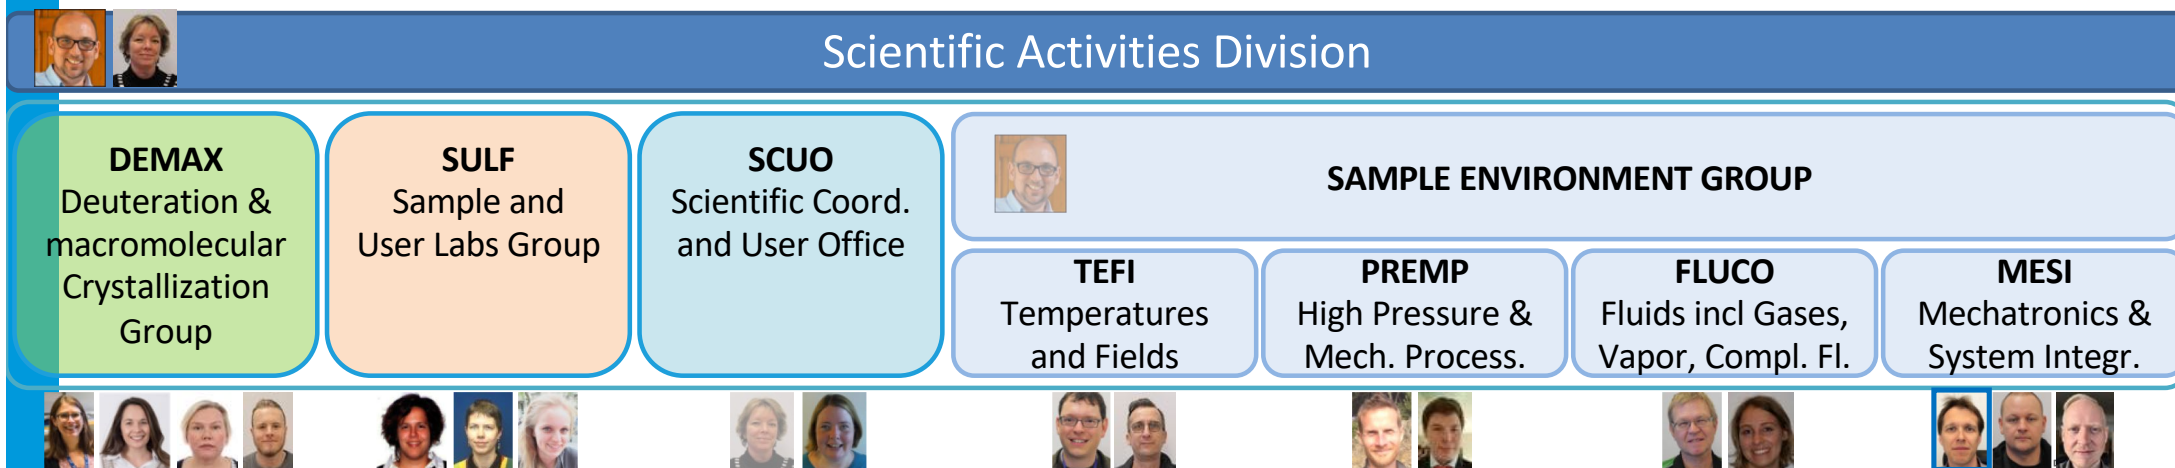 Scientific Activities Division
DEMAX
Deuteration &
macromolecular
Crystallization
Group
SULF
Sample and
User Labs Group
SCUO
Scientific Coord.
and User Office
SAMPLE ENVIRONMENT GROUP
TEFI
Temperatures
and Fields
PREMP
High Pressure &
Mech. Process.
FLUCO
Fluids incl Gases,
Vapor, Compl. Fl.
MESI
Mechatronics &
System Integr.